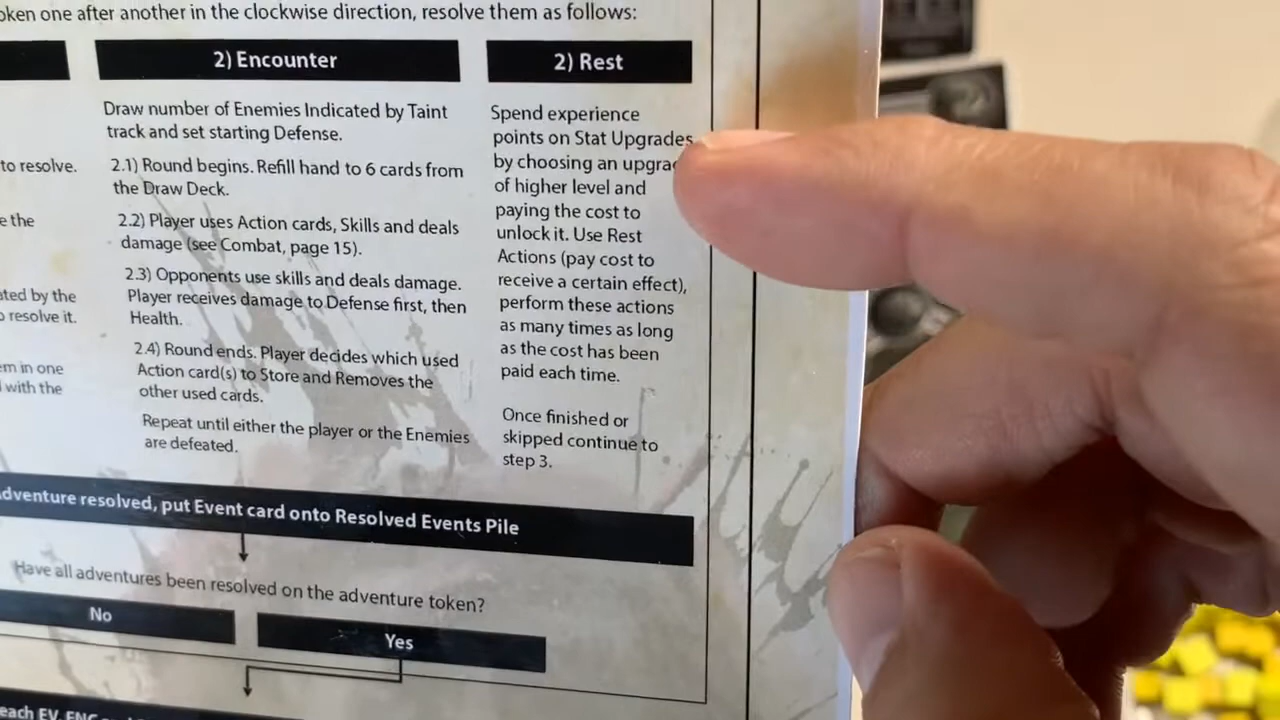 oken one after another in the clockwise direction, resolve them as follows:
2) Encounter
Draw number of Enemies Indicated by Taint
track and set starting Defense.
2.1) Round begins. Refill hand to 6 cards from
the Draw Deck.
2.2) Player uses Action cards, Skills and deals
damage (see Combat, page 15).
2.3) Opponents use skills and deals damage.
Player receives damage to Defense first, then
Health.
2.4) Round ends. Player decides which used
Action card(s) to Store and Removes the
other used cards.
Repeat until either the player or the Enemies
are defeated.
2) Rest
Spend experience
points on Stat Upgrades
by choosing an upgra
of higher level and
paying the cost to
unlock it. Use Rest
Actions (pay cost to
receive a certain effect),
perform these actions
as many times as long
as the cost has been
paid each time.
Once finished or
skipped continue to
step 3.
to resolve.
e the
ated by the
o resolve it.
em in one
with the
dventure resolved, put Event card onto Resolved Events Pile
Have all adventures been resolved on the adventure token?
No
Yes
each EV, ENC